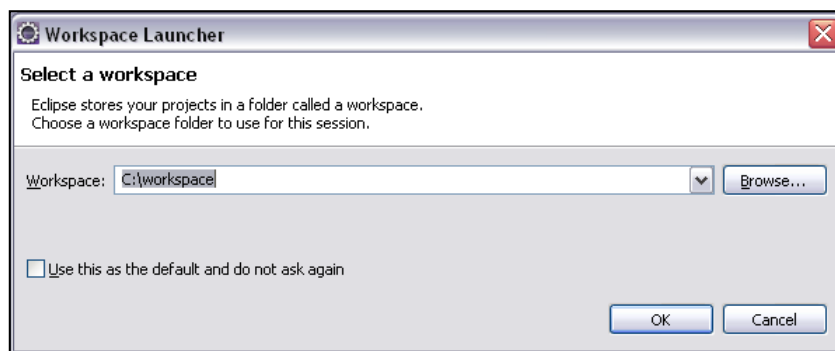 Workspace Launcher
Select a workspace
Eclipse stores your projects in a folder called a workspace.
Choose a workspace folder to use for this session.
Workspace: C:\workspace Browse...
Use this as the default and do not ask again
OK Cancel